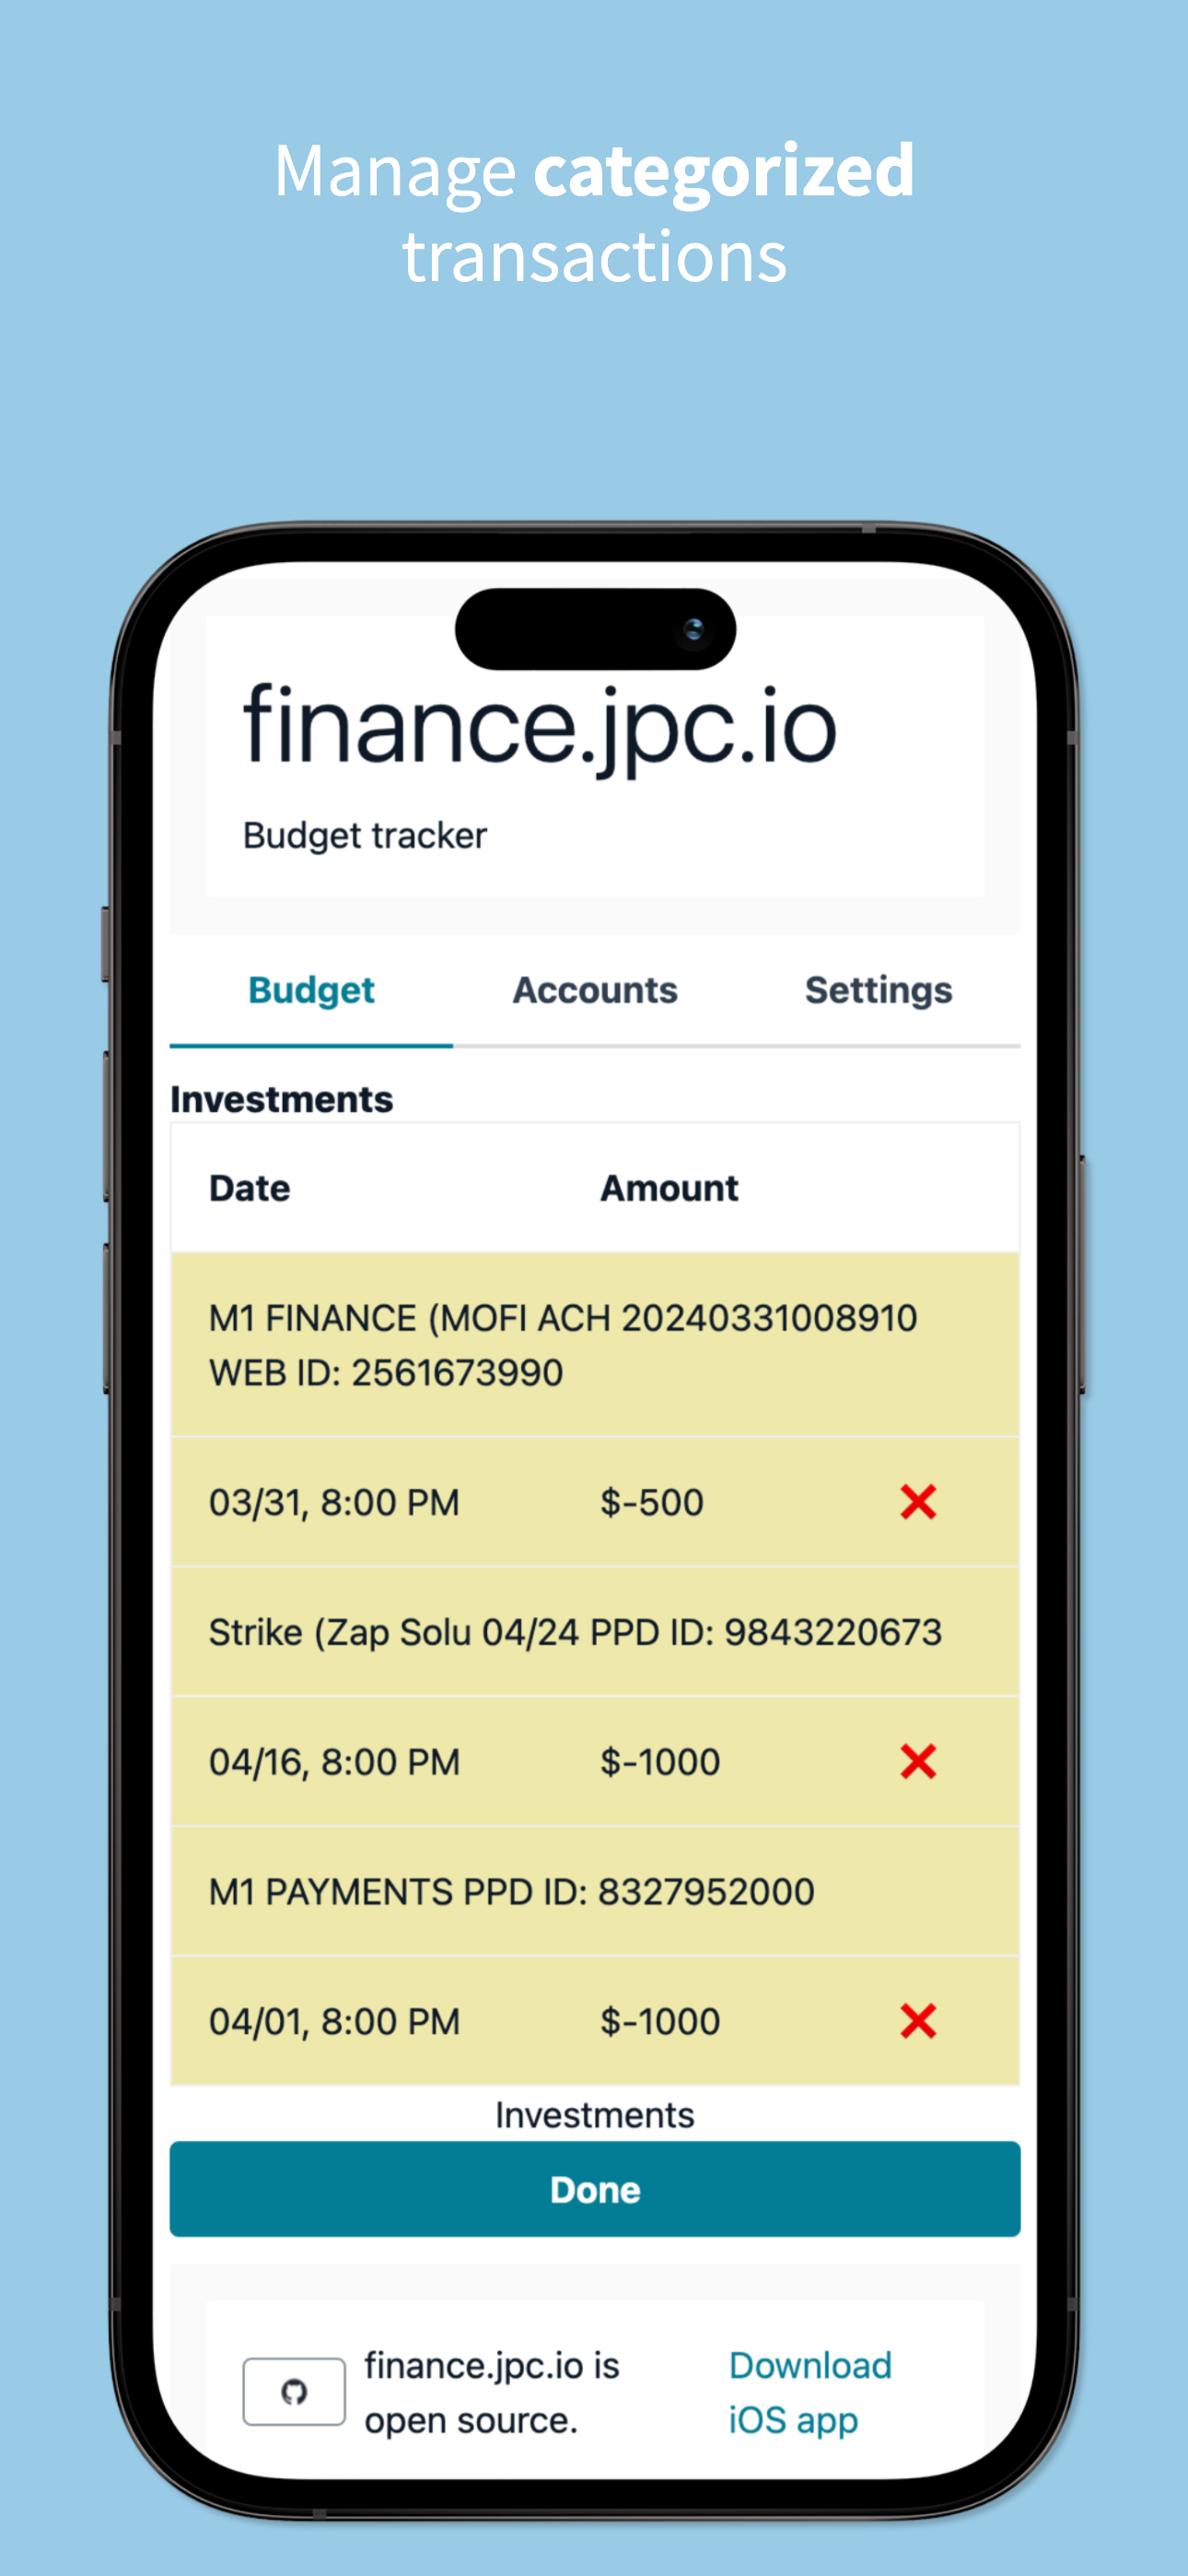 Manage categorized
transactions
finance.jpc.io
Budget tracker
Budget Accounts Settings
Investments
Date Amount
M1 FINANCE (MOFI ACH 20240331008910
WEB ID: 2561673990
03/31, 8:00 PM $-500 ❌
Strike (Zap Solu 04/24 PPD ID: 9843220673
04/16, 8:00 PM $-1000 ❌
M1 PAYMENTS PPD ID: 8327952000
04/01, 8:00 PM $-1000 ❌
Investments
Done
finance.jpc.io is
open source.
Download
iOS app